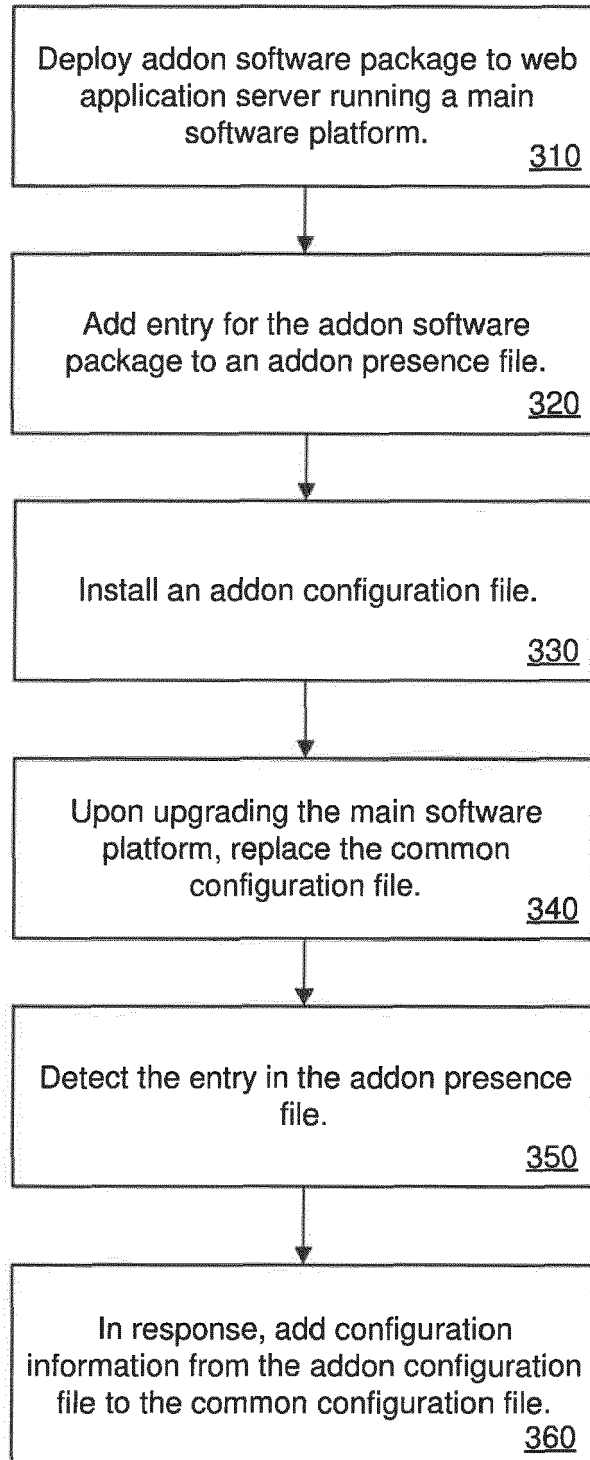 Deploy addon software package to web
application server running a main
software platform.
310
Add entry for the addon software
package to an addon presence file.
320
Install an addon configuration file.
330
Upon upgrading the main software
platform, replace the common
configuration file.
340
Detect the entry in the addon presence
file.
350
In response, add configuration
information from the addon configuration
file to the common configuration file.
360